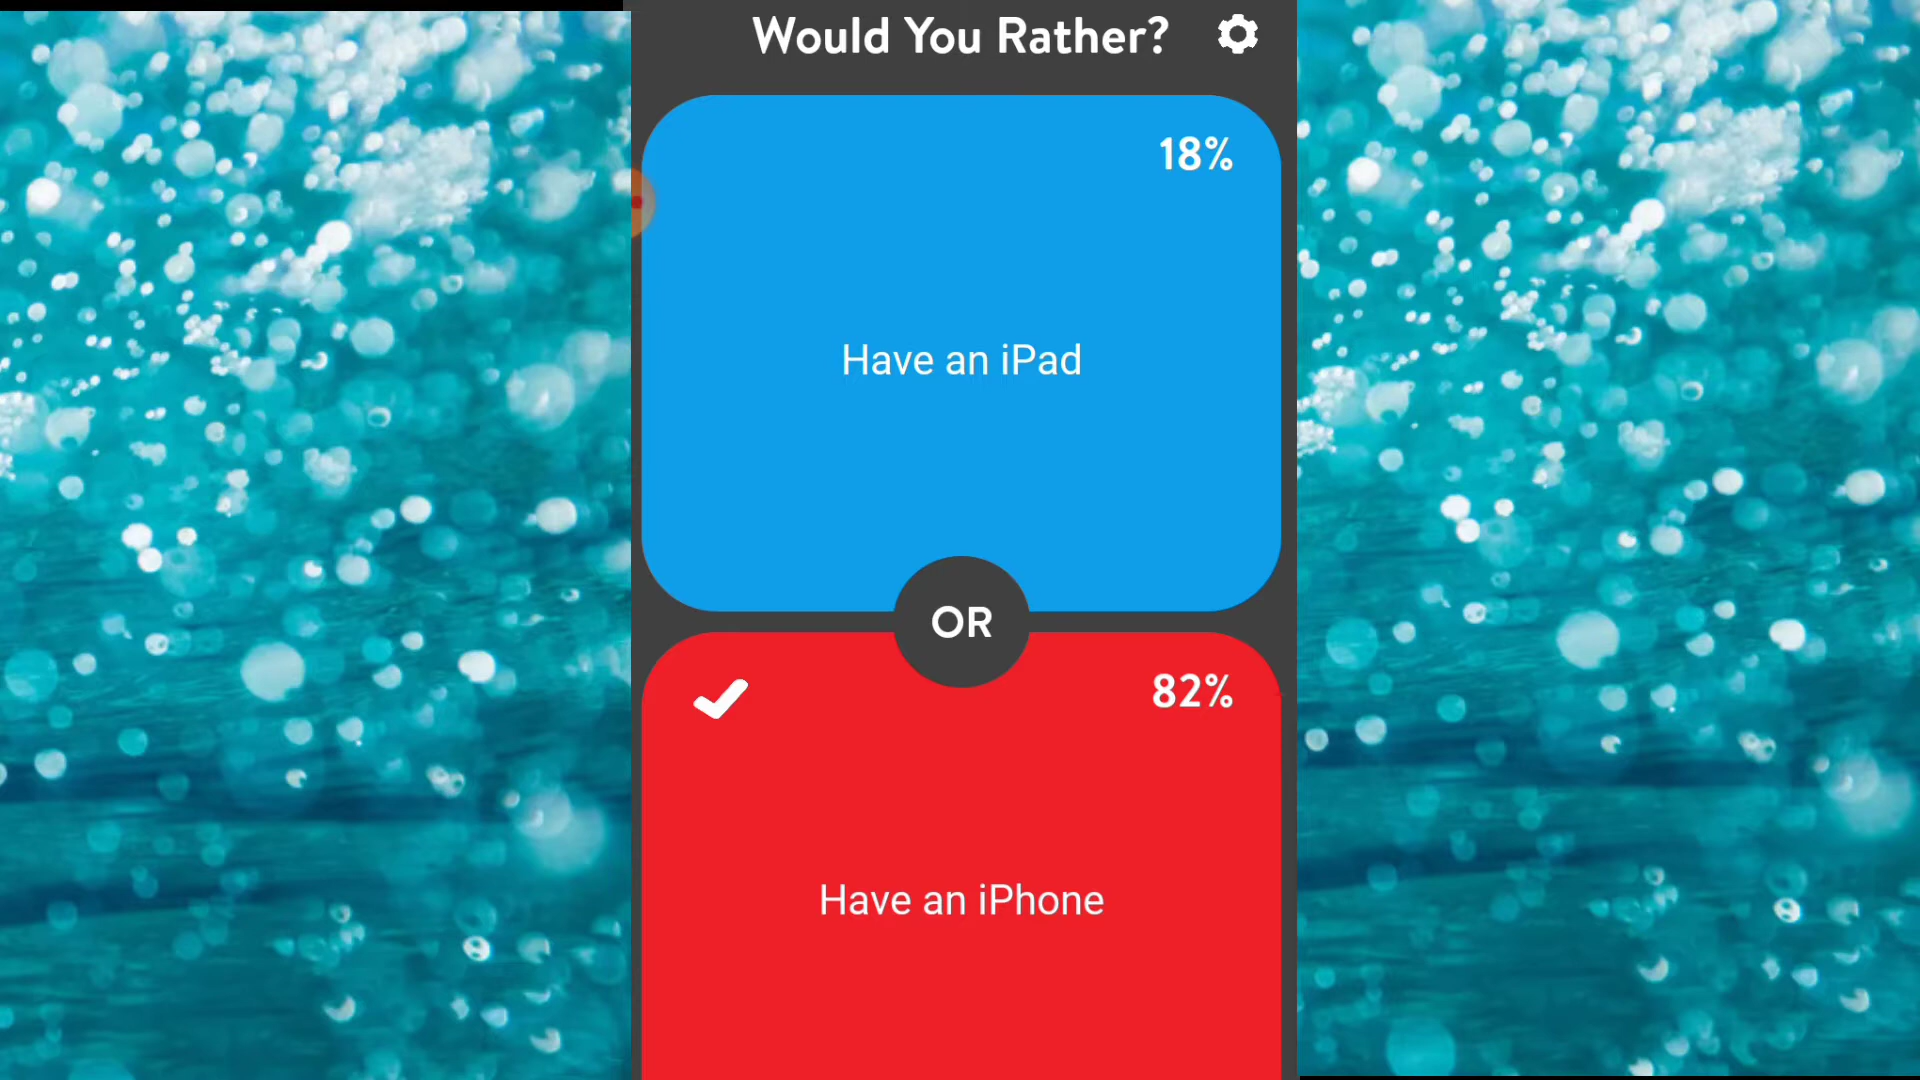 Would You Rather?
18%
Have an iPad
OR
82%
Have an iPhone